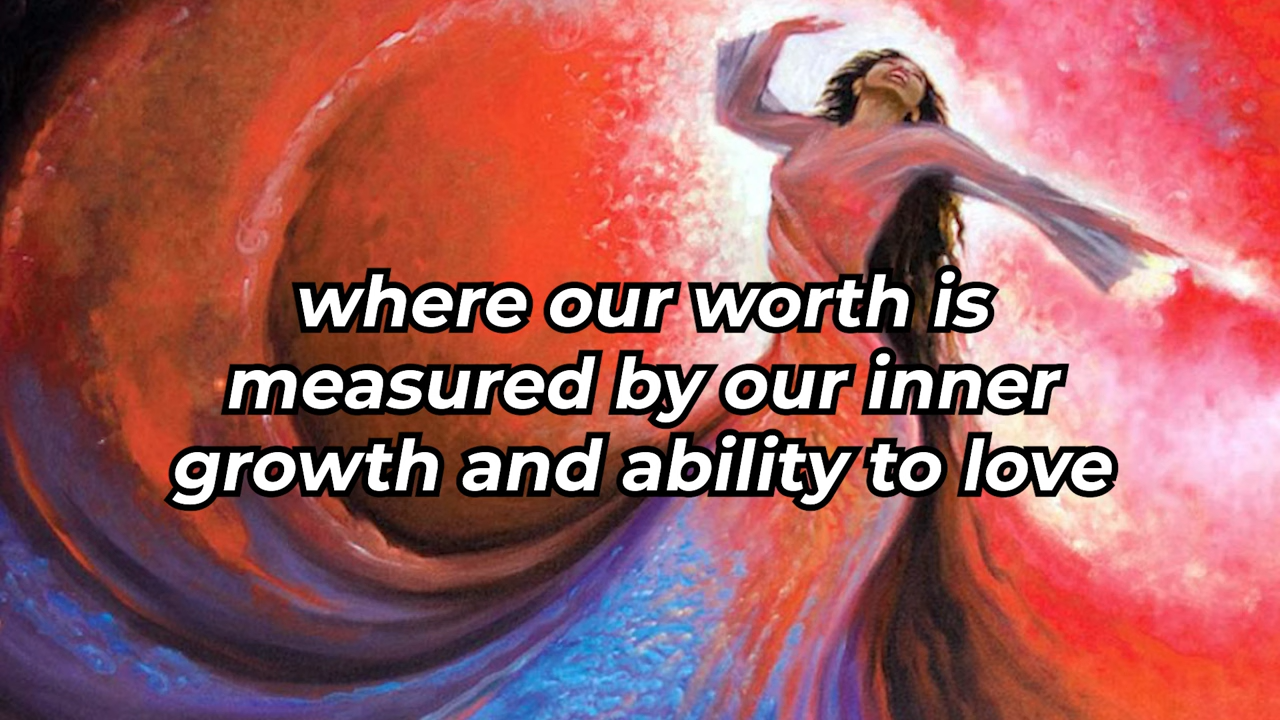 where our worth is
measured by our inner
growth and ability to love